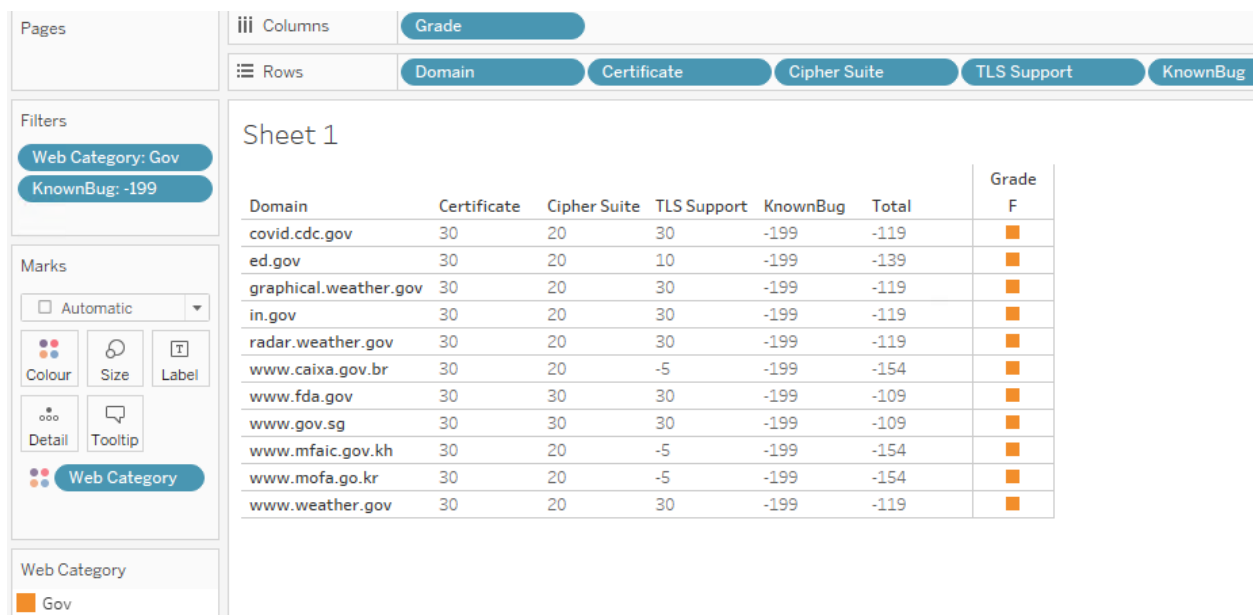 Pages
Columns Grade
Rows Domain Certificate Cipher Suite TLS Support KnownBug
Filters
Web Category: Gov
KnownBug: -199
Marks
Automatic
Colour Size Label
Detail Tooltip
Web Category
Web Category
Gov
Sheet 1
Grade
Domain Certificate Cipher Suite TLS Support KnownBug Total F
covid.cdc.gov 30 20 30 -199 -119
ed.gov 30 20 10 -199 -139
graphical.weather.gov 30 20 30 -199 -119
in.gov 30 20 30 -199 -119
radar.weather.gov 30 20 30 -199 -119
www.caixa.gov.br 30 20 -5 -199 -154
www.fda.gov 30 30 30 -199 -109
www.gov.sg 30 30 30 -199 -109
www.mfaic.gov.kh 30 20 -5 -199 -154
www.mofa.go.kr 30 20 -5 -199 -154
www.weather.gov 30 20 30 -199 -119